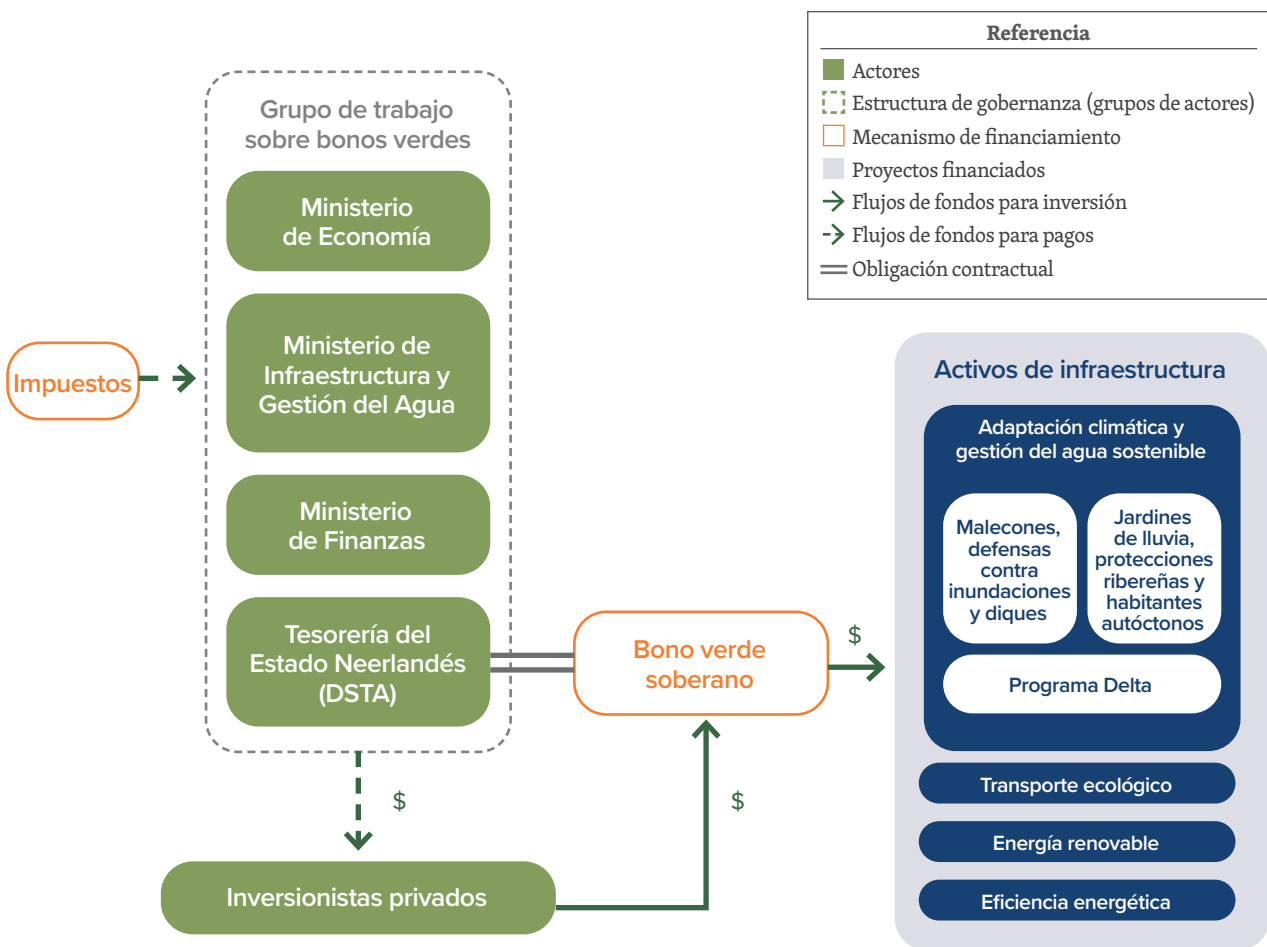 Referencia
Actores
Estructura de gobernanza (grupos de actores)
Mecanismo de financiamiento
Proyectos financiados
Flujos de fondos para inversión
Flujos de fondos para pagos
Obligación contractual
Grupo de trabajo
sobre bonos verdes
Ministerio
de Economía
Ministerio de
Infraestructura y
Gestión del Agua
Ministerio
de Finanzas
Tesorería del
Estado Neerlandés
(DSTA)
Impuestos
$
Inversionistas privados
$
Bono verde
soberano
$
Activos de infraestructura
Adaptación climática y
gestión del agua sostenible
Malecones,
defensas
contra
inundaciones
y diques
Jardines
de lluvia,
protecciones
ribereñas y
habitantes
autóctonos
Programa Delta
Transporte ecológico
Energía renovable
Eficiencia energética